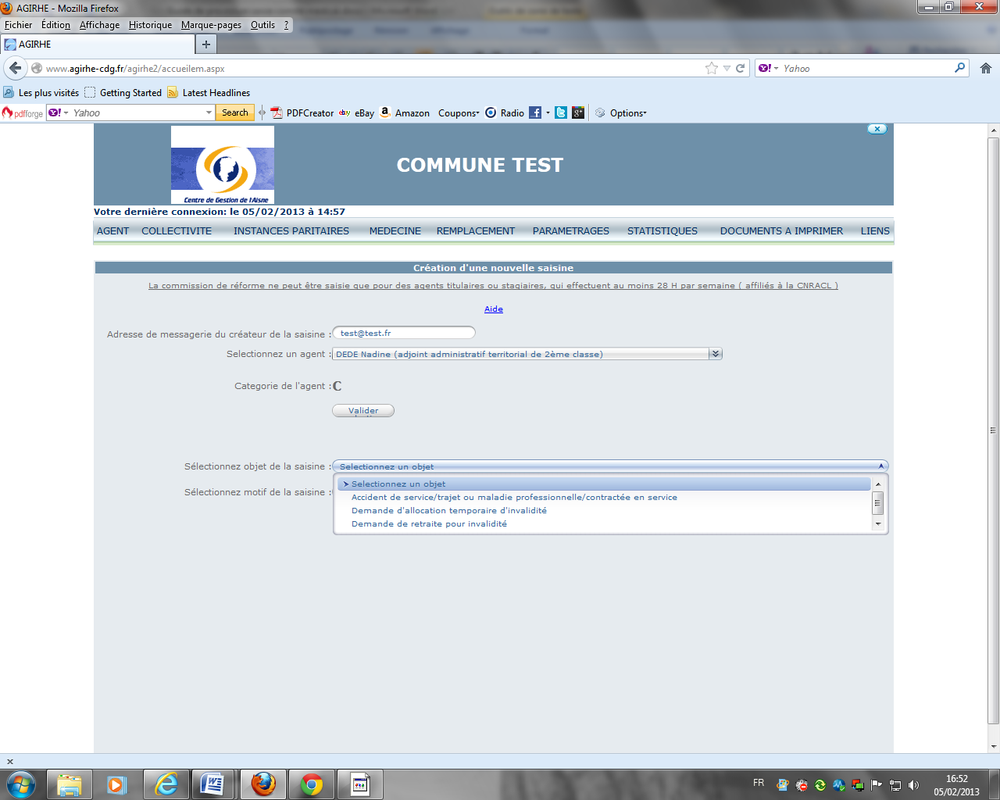 AGIRHE - Mozilla Firefox
Fichier Édition Affichage Historique Marque-pages Outils ?
AGIRHE
www.agirhe-cdg.fr/agirhe2/accueilem.aspx
Yahoo
Les plus visités Getting Started Latest Headlines
pdfforge Yahoo Search PDFCreator eBay Amazon Coupons Radio Options
COMMUNE TEST
Centre de Gestion de l'Aisne
Votre dernière connexion: le 05/02/2013 à 14:57
AGENT COLLECTIVITE INSTANCES PARITAIRES MEDECINE REMPLACEMENT PARAMETRAGES STATISTIQUES DOCUMENTS A IMPRIMER LIENS
Création d'une nouvelle saisine
La commission de réforme ne peut être saisie que pour des agents titulaires ou stagiaires, qui effectuent au moins 28 H par semaine ( affiliés à la CNRACL )
Aide
Adresse de messagerie du créateur de la saisine : test@test.fr
Selectionnez un agent : DEDE Nadine (adjoint administratif territorial de 2ème classe)
Categorie de l'agent : C
Valider
Sélectionnez objet de la saisine : Selectionnez un objet
Selectionnez un objet
Sélectionnez motif de la saisine :
Accident de service/trajet ou maladie professionnelle/contractée en service
Demande d'allocation temporaire d'invalidité
Demande de retraite pour invalidité
FR
16:52
05/02/2013